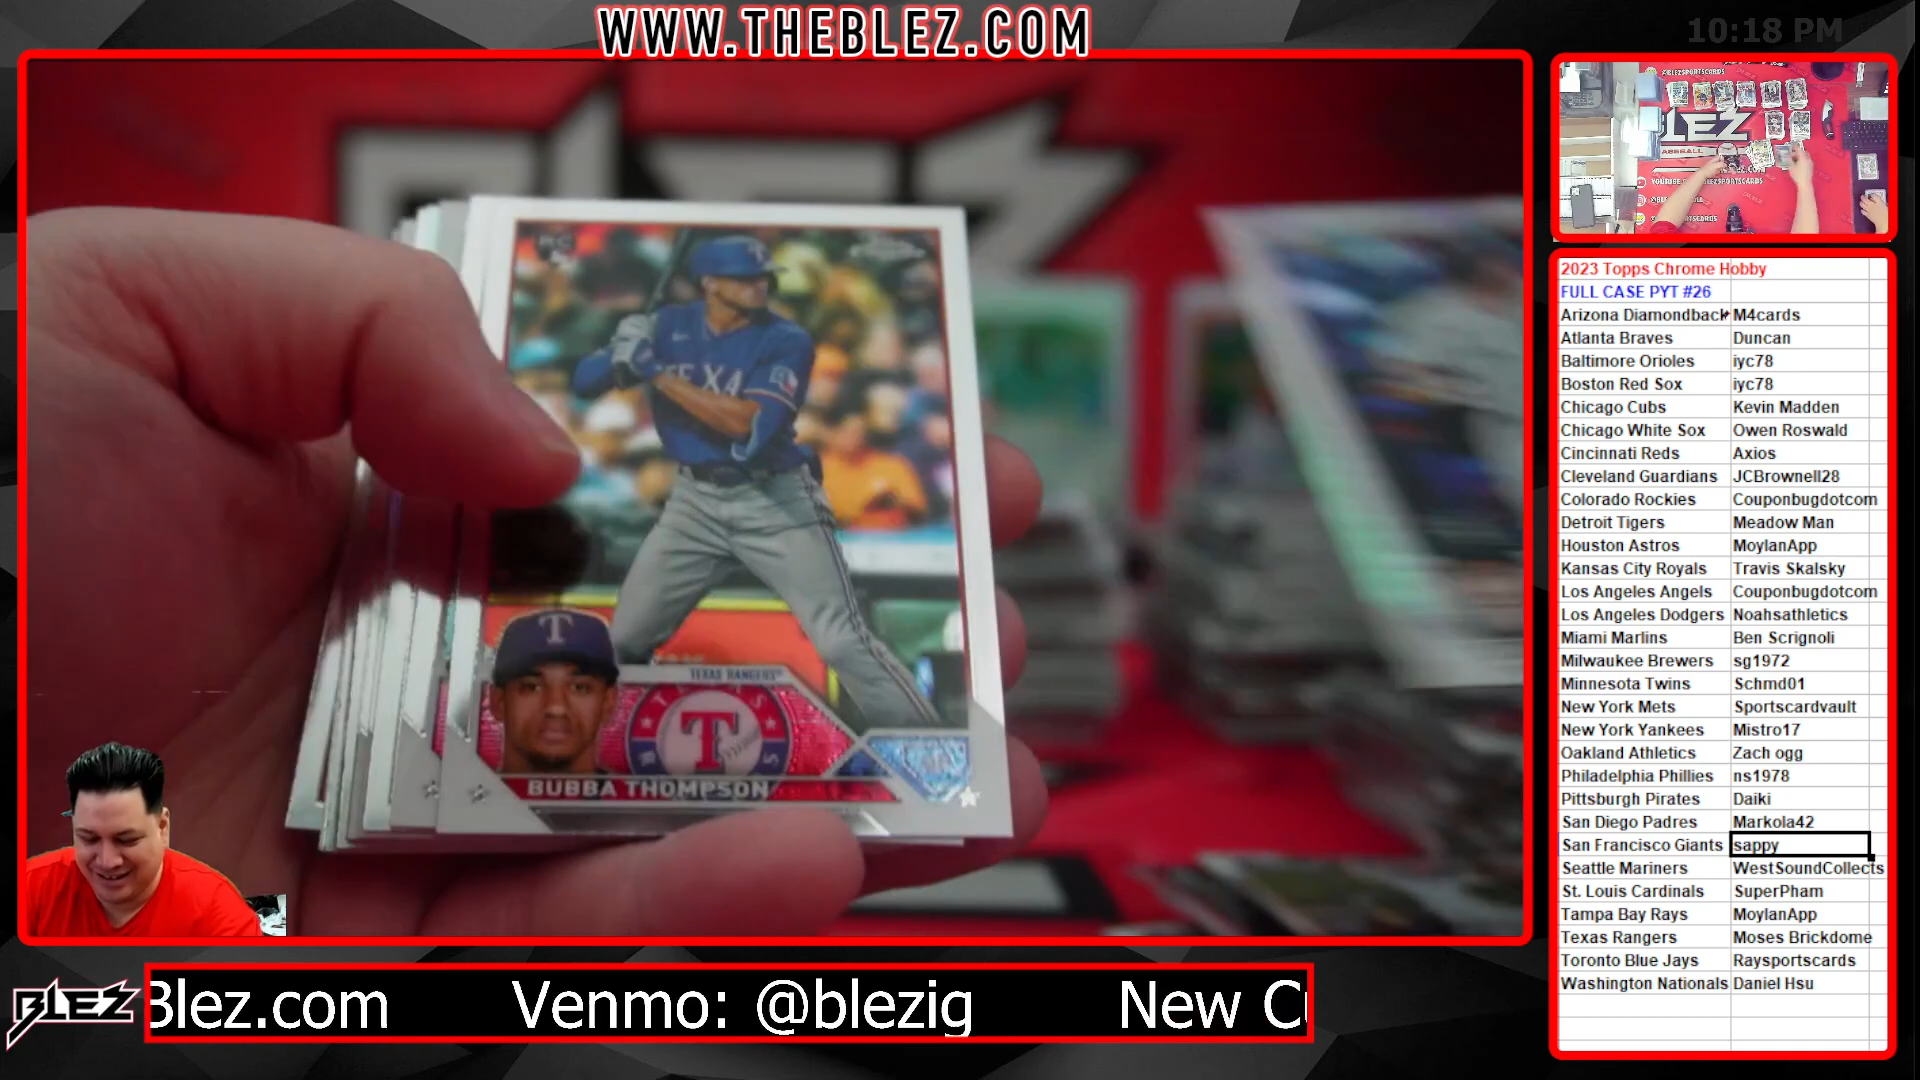 WWW.THEBLEZ.COM
10:18 PM
@BLEZSPORTSCARDS
BLEZ
BASEBALL
RC
TEXAS RANGERS
T
BUBBA THOMPSON
2023 Topps Chrome Hobby
FULL CASE PYT #26
Arizona Diamondback M4cards
Atlanta Braves Duncan
Baltimore Orioles iyc78
Boston Red Sox iyc78
Chicago Cubs Kevin Madden
Chicago White Sox Owen Roswald
Cincinnati Reds Axios
Cleveland Guardians JCBrownell28
Colorado Rockies Couponbugdotcom
Detroit Tigers Meadow Man
Houston Astros MoylanApp
Kansas City Royals Travis Skalsky
Los Angeles Angels Couponbugdotcom
Los Angeles Dodgers Noahsathletics
Miami Marlins Ben Scrignoli
Milwaukee Brewers sg1972
Minnesota Twins Schmd01
New York Mets Sportscardvault
New York Yankees Mistro17
Oakland Athletics Zach ogg
Philadelphia Phillies ns1978
Pittsburgh Pirates Daiki
San Diego Padres Markola42
San Francisco Giants sappy
Seattle Mariners WestSoundCollects
St. Louis Cardinals SuperPham
Tampa Bay Rays MoylanApp
Texas Rangers Moses Brickdome
Toronto Blue Jays Raysportscards
Washington Nationals Daniel Hsu
BLEZ
Blez.com Venmo: @blezig New C